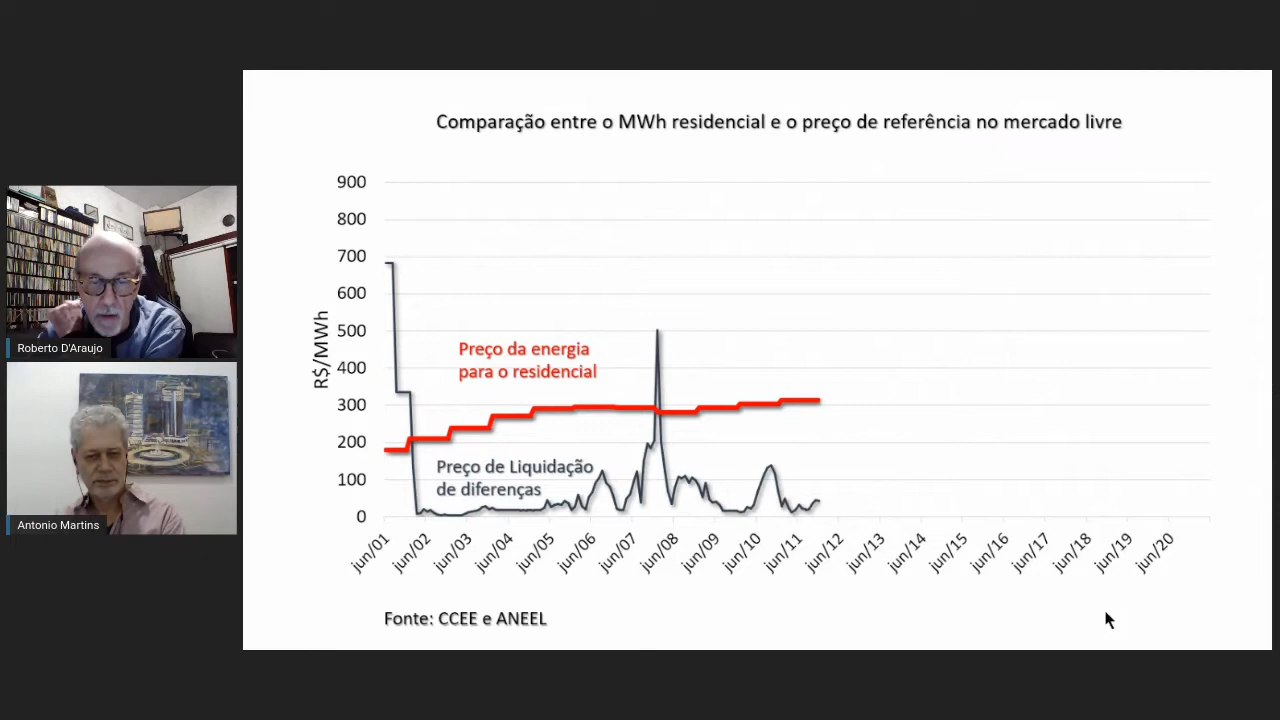 Comparação entre o MWh residencial e o preço de referência no mercado livre
900
800
700
600
500
400
300
200
100
0
R$/MWh
Preço da energia
para o residencial
Preço de Liquidação
de diferenças
jun/01
jun/02
jun/03
jun/04
jun/05
jun/06
jun/07
jun/08
jun/09
jun/10
jun/11
jun/12
jun/13
jun/14
jun/15
jun/16
jun/17
jun/18
jun/19
jun/20
Fonte: CCEE e ANEEL
Roberto D'Araujo
Antonio Martins